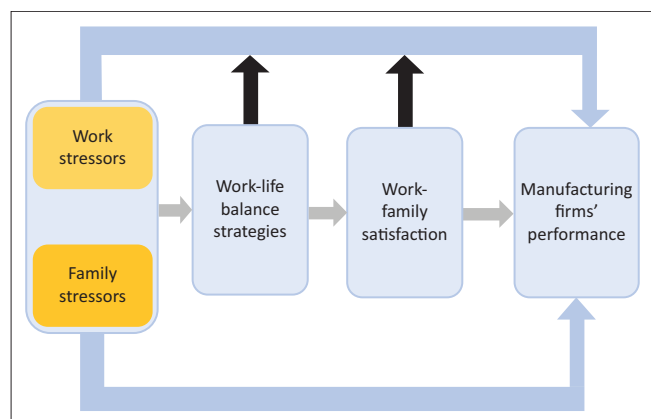 Work
stressors
Family
stressors
Work-life
balance
strategies
Work-
family
satisfaction
Manufacturing
firms'
performance